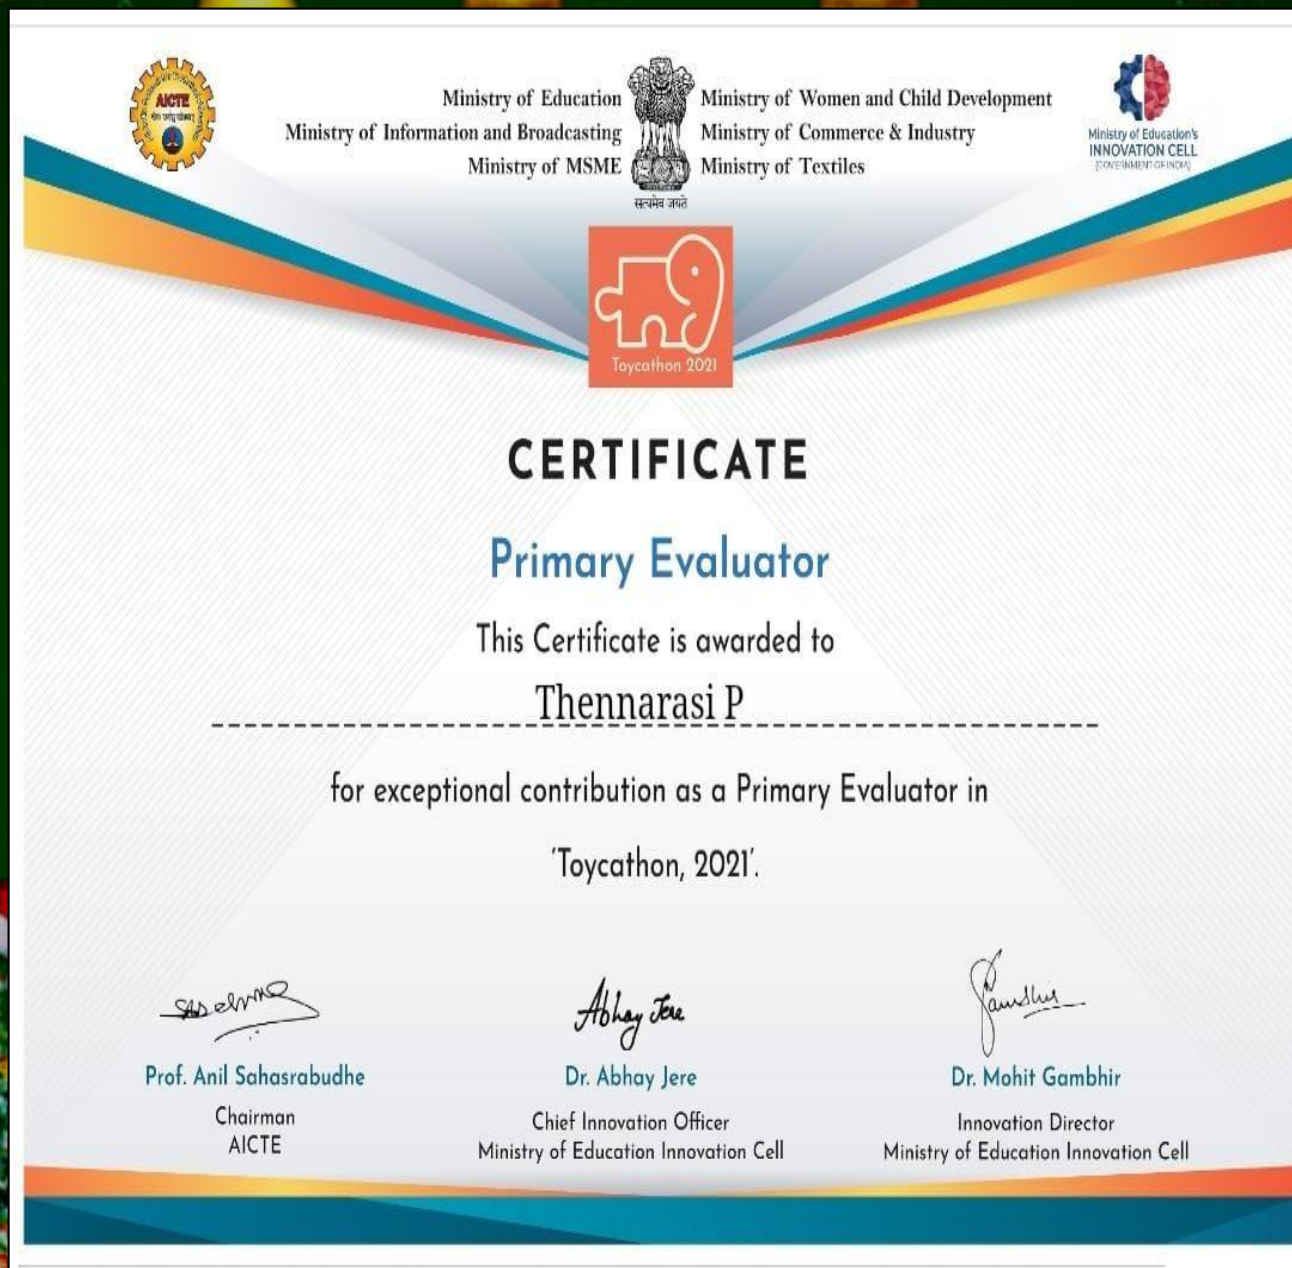 AICTE
Ministry of Education
Ministry of Information and Broadcasting
Ministry of MSME
सत्यमेव जयते
Ministry of Women and Child Development
Ministry of Commerce & Industry
Ministry of Textiles
Ministry of Education's
INNOVATION CELL
(GOVERNMENT OF INDIA)
Toycathon 2021
CERTIFICATE
Primary Evaluator
This Certificate is awarded to
Thennarasi P
for exceptional contribution as a Primary Evaluator in
'Toycathon, 2021'.
Abhay Jere
Prof. Anil Sahasrabudhe
Chairman
AICTE
Dr. Abhay Jere
Chief Innovation Officer
Ministry of Education Innovation Cell
Dr. Mohit Gambhir
Innovation Director
Ministry of Education Innovation Cell